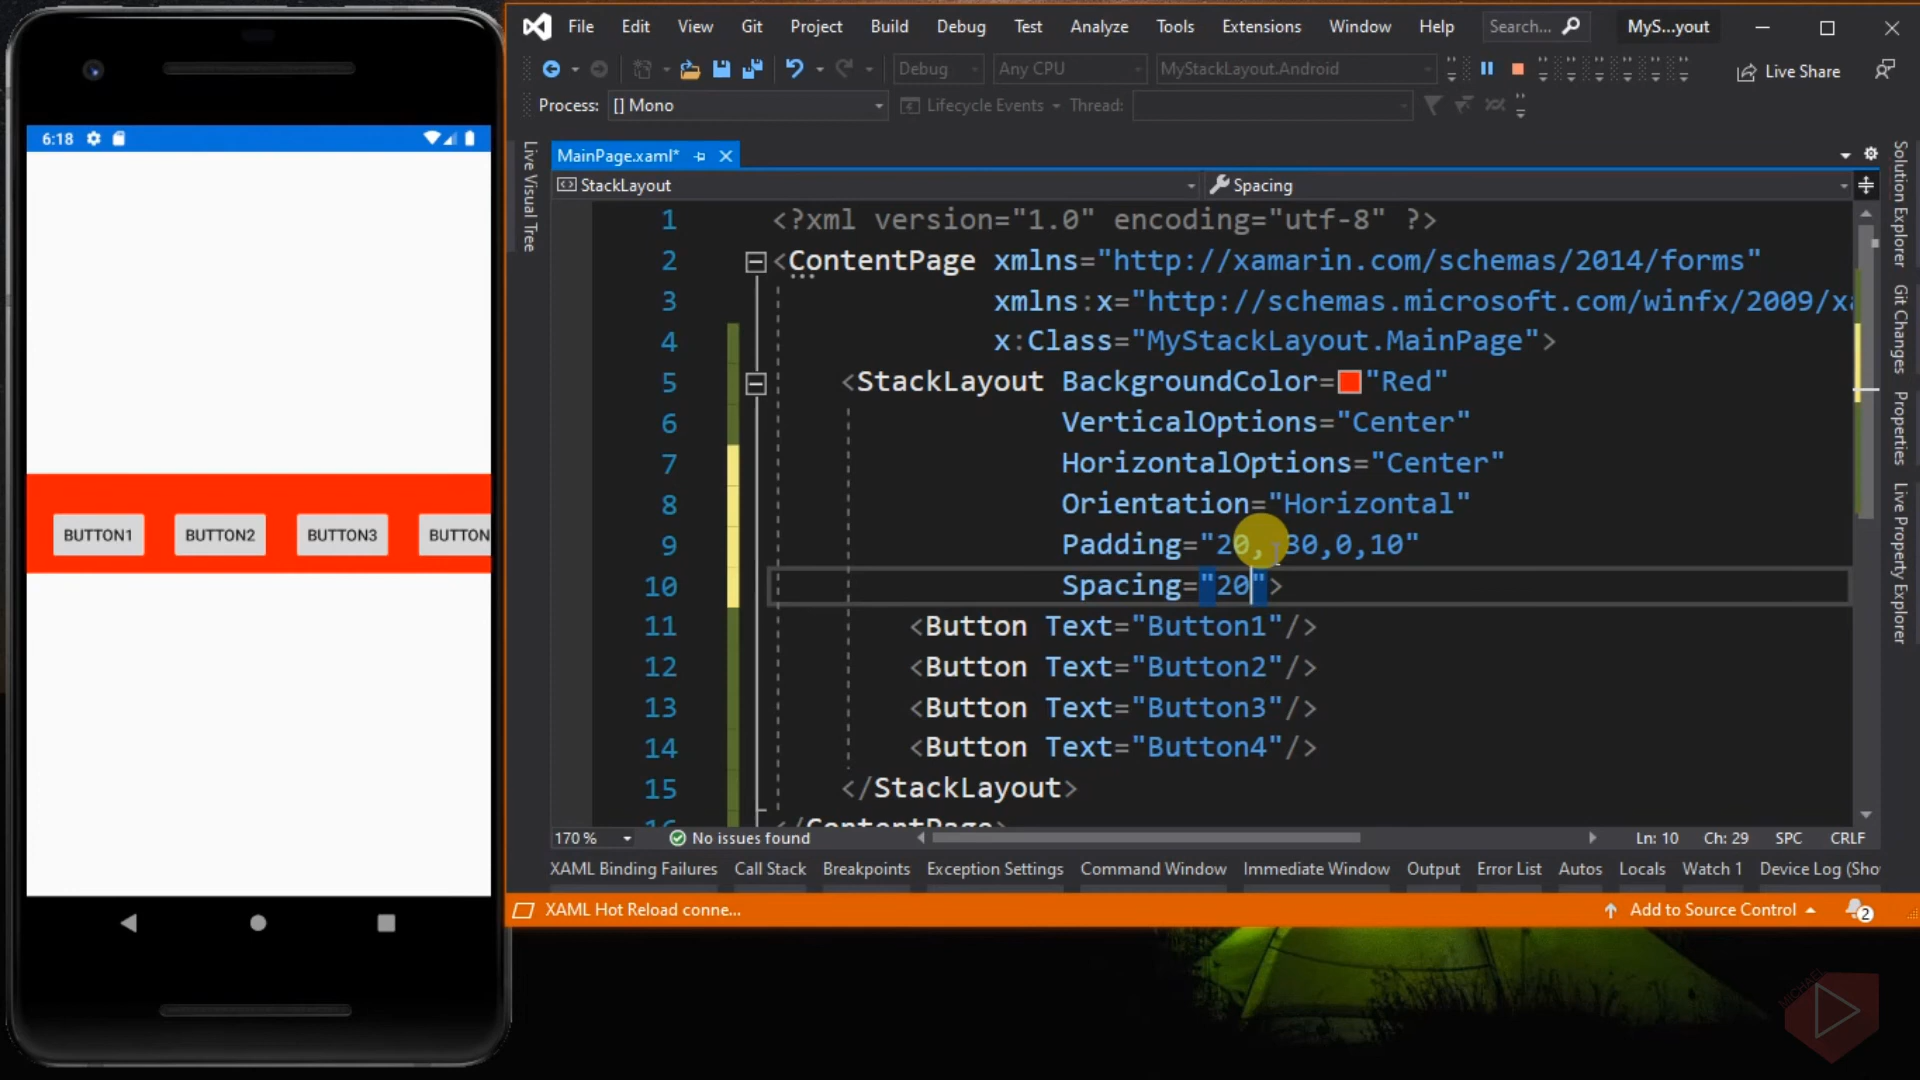 File Edit View Git Project Build Debug Test Analyze Tools Extensions Window Help Search... MyS...yout
Debug Any CPU MyStackLayout.Android Live Share
Process: [] Mono Lifecycle Events Thread:
Live Visual Tree
MainPage.xaml*
StackLayout Spacing
1 <?xml version="1.0" encoding="utf-8" ?>
2 <ContentPage xmlns="http://xamarin.com/schemas/2014/forms"
3 xmlns:x="http://schemas.microsoft.com/winfx/2009/xa
4 x:Class="MyStackLayout.MainPage">
5 <StackLayout BackgroundColor="Red"
6 VerticalOptions="Center"
7 HorizontalOptions="Center"
8 Orientation="Horizontal"
9 Padding="20, 30,0,10"
10 Spacing="20">
11 <Button Text="Button1"/>
12 <Button Text="Button2"/>
13 <Button Text="Button3"/>
14 <Button Text="Button4"/>
15 </StackLayout>
16 </ContentPage>
170 % No issues found Ln: 10 Ch: 29 SPC CRLF
XAML Binding Failures Call Stack Breakpoints Exception Settings Command Window Immediate Window Output Error List Autos Locals Watch 1 Device Log (Sho
XAML Hot Reload conne... Add to Source Control 2
Solution Explorer
Git Changes
Properties
Live Property Explorer
6:18
BUTTON1 BUTTON2 BUTTON3 BUTTON
MICHAEL